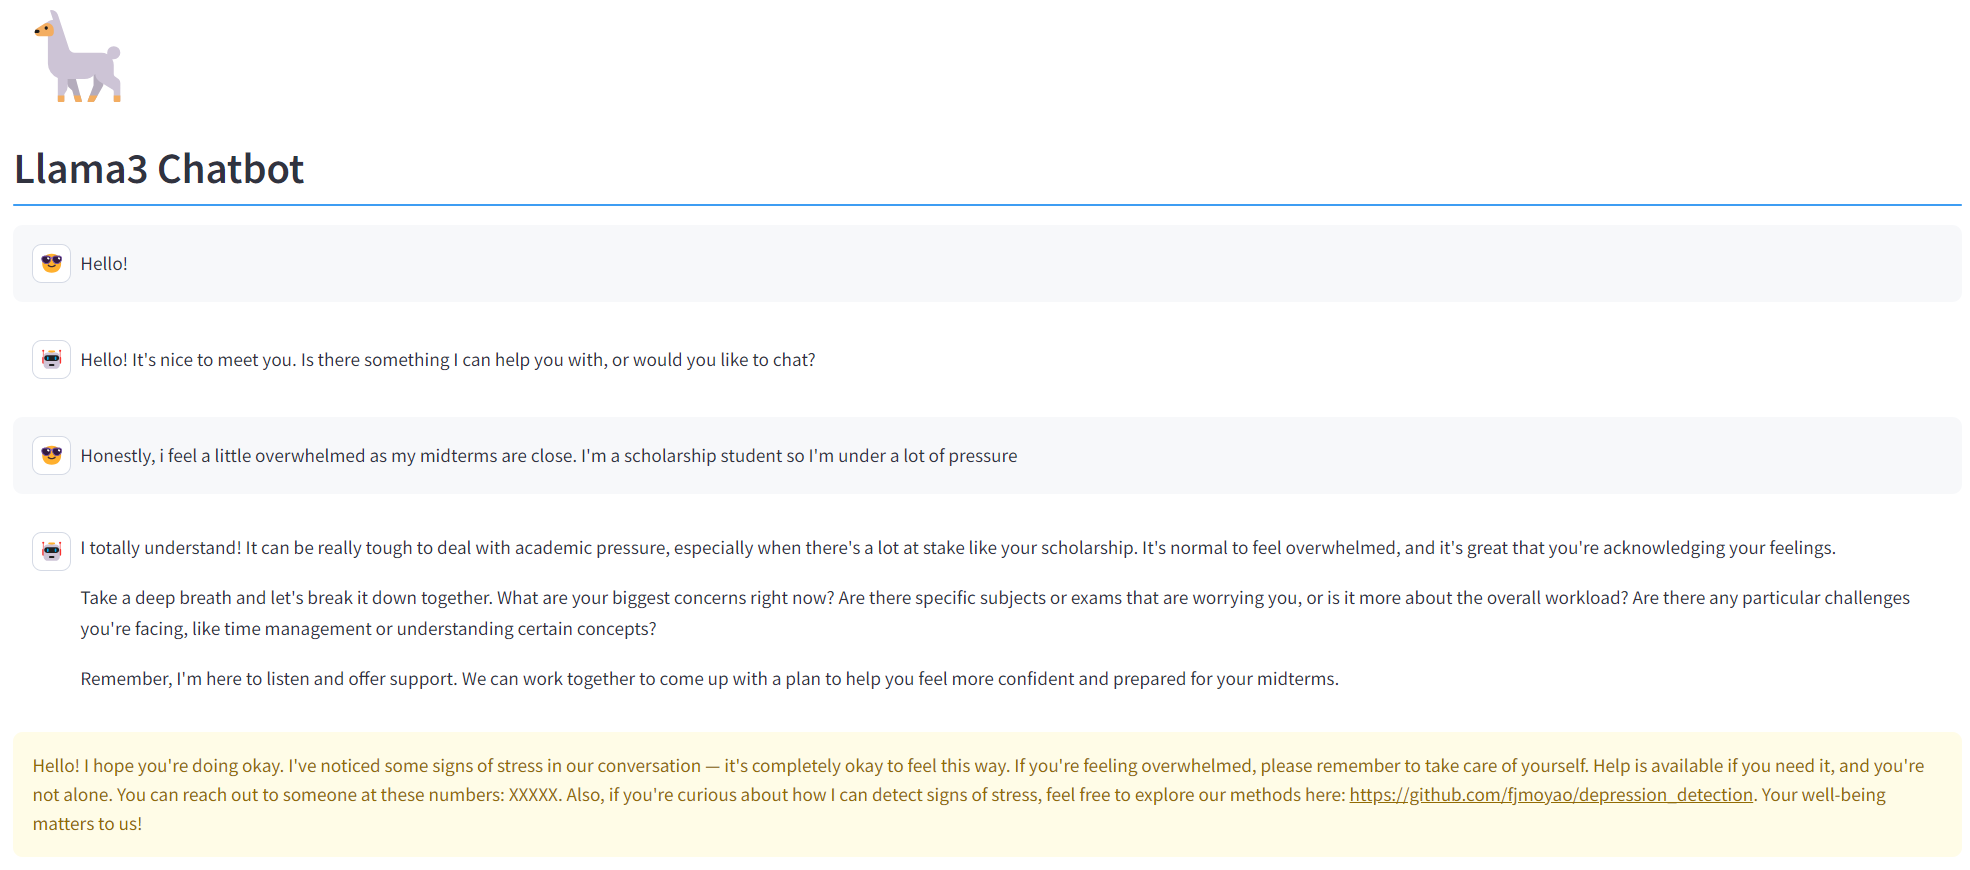 Llama3 Chatbot
Hello!
Hello! It's nice to meet you. Is there something I can help you with, or would you like to chat?
Honestly, i feel a little overwhelmed as my midterms are close. I'm a scholarship student so I'm under a lot of pressure
I totally understand! It can be really tough to deal with academic pressure, especially when there's a lot at stake like your scholarship. It's normal to feel overwhelmed, and it's great that you're acknowledging your feelings.
Take a deep breath and let's break it down together. What are your biggest concerns right now? Are there specific subjects or exams that are worrying you, or is it more about the overall workload? Are there any particular challenges
you're facing, like time management or understanding certain concepts?
Remember, I'm here to listen and offer support. We can work together to come up with a plan to help you feel more confident and prepared for your midterms.
Hello! I hope you're doing okay. I've noticed some signs of stress in our conversation — it's completely okay to feel this way. If you're feeling overwhelmed, please remember to take care of yourself. Help is available if you need it, and you're
not alone. You can reach out to someone at these numbers: XXXXX. Also, if you're curious about how I can detect signs of stress, feel free to explore our methods here: https://github.com/fjmoyao/depression_detection. Your well-being
matters to us!